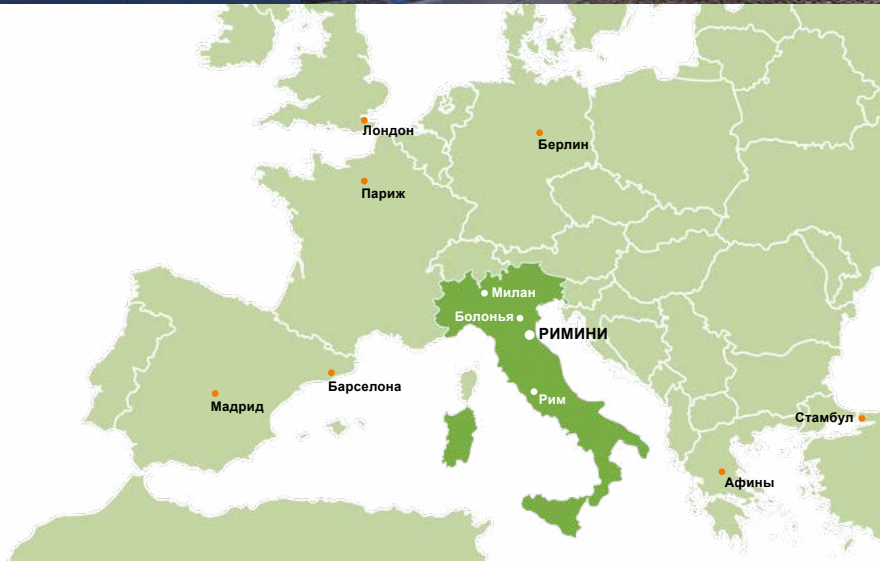 Лондон
Берлин
Париж
Милан
Болонья
РИМИНИ
Барселона
Мадрид
Рим
Стамбул
Афины